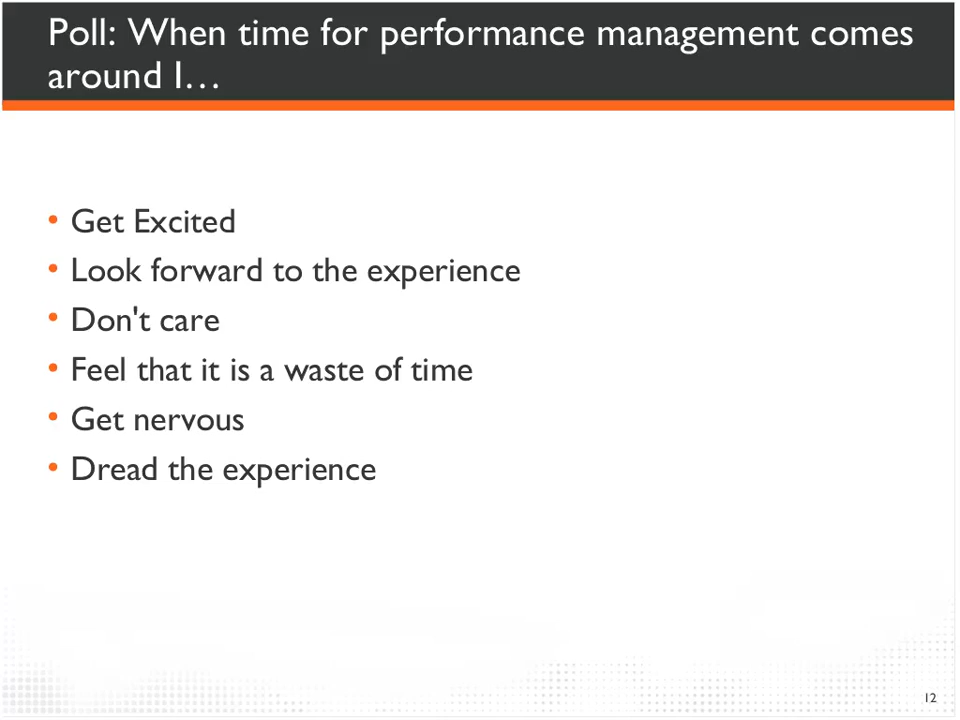 Poll: When time for performance management comes
around I…
• Get Excited
• Look forward to the experience
• Don't care
• Feel that it is a waste of time
• Get nervous
• Dread the experience
12